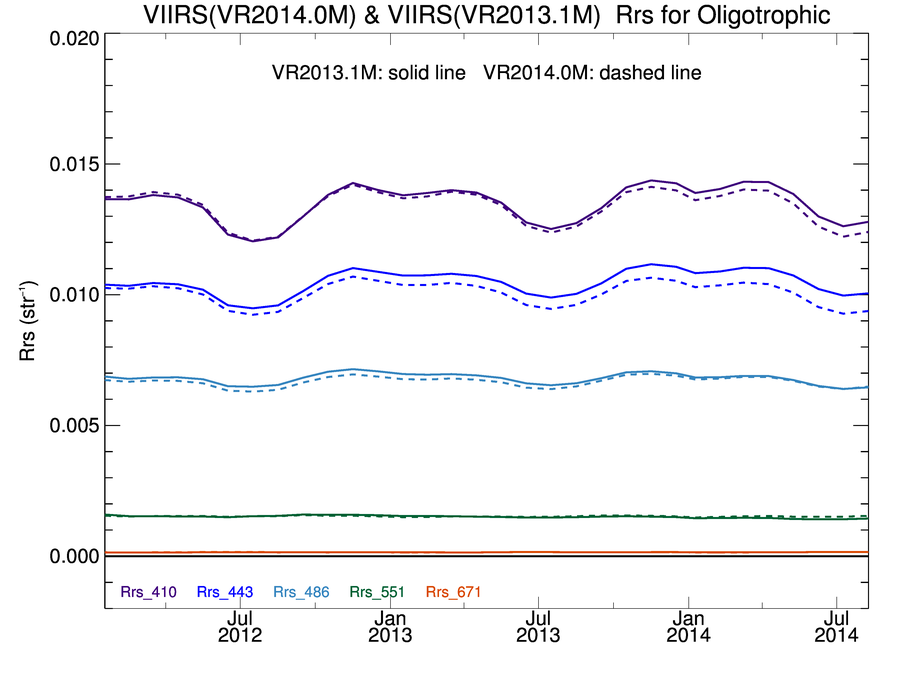 VIIRS(VR2014.0M) & VIIRS(VR2013.1M)  Rrs for Oligotrophic
0.020
VR2013.1M: solid line   VR2014.0M: dashed line
0.015
0.010
Rrs (str⁻¹)
0.005
0.000
Rrs_410 Rrs_443 Rrs_486 Rrs_551 Rrs_671
Jul Jan Jul Jan Jul
2012 2013 2013 2014 2014